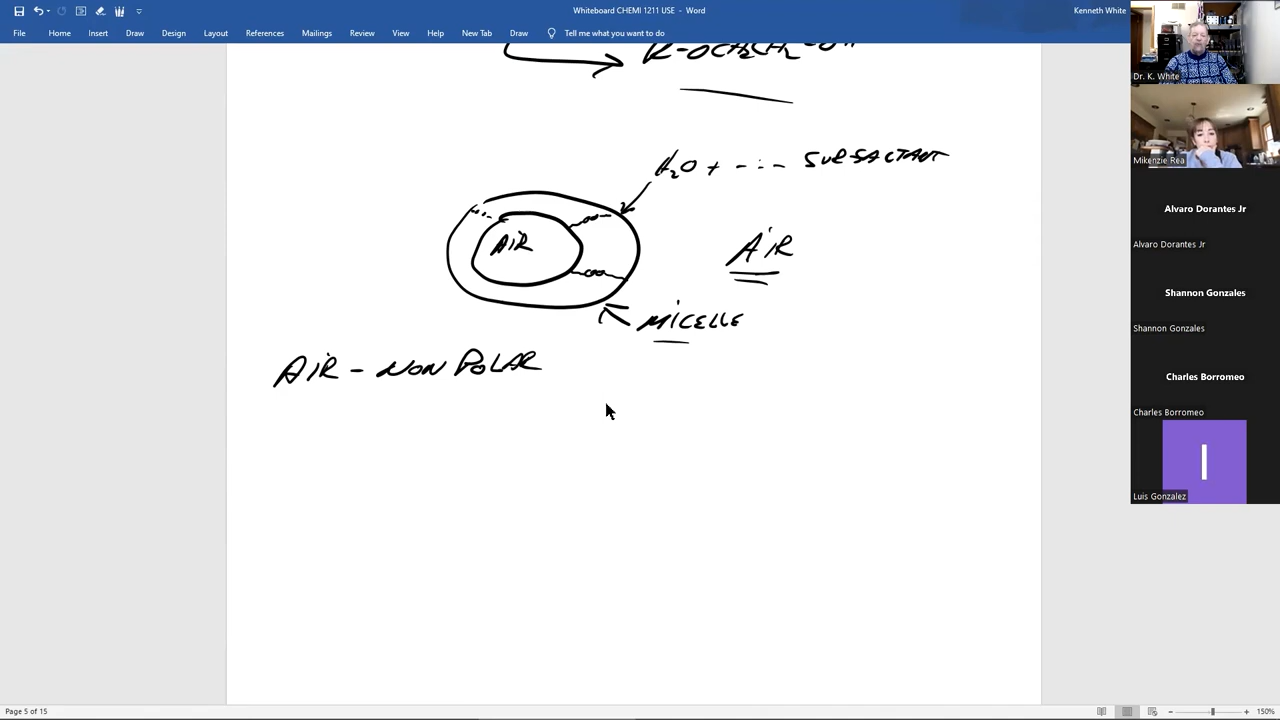 Whiteboard CHEMI 1211 USE - Word
Kenneth White
File Home Insert Draw Design Layout References Mailings Review View Help New Tab Draw Tell me what you want to do
R-OCH2CH2-OH
H2O + --:-- SURFACTANT
AIR
AIR
MICELLE
AIR - NON POLAR
Dr. K. White
Mikenzie Rea
Alvaro Dorantes Jr
Alvaro Dorantes Jr
Shannon Gonzales
Shannon Gonzales
Charles Borromeo
Charles Borromeo
I
Luis Gonzalez
Page 5 of 15
150%